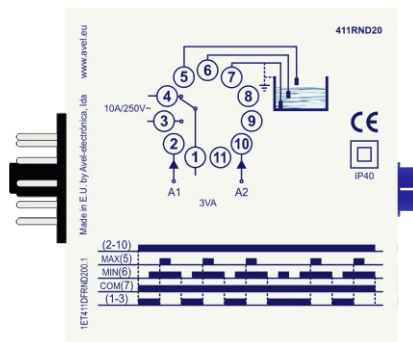 411RND20
www.avel.eu
Made in E.U. by Avel-electrónica, lda
1ET411DFRND200.1
5 6 7
4 8
10A/250V~
3 9
2 1 11 10
A1 A2
3VA
CE
IP40
(2-10)
MAX(5)
MIN(6)
COM(7)
(1-3)